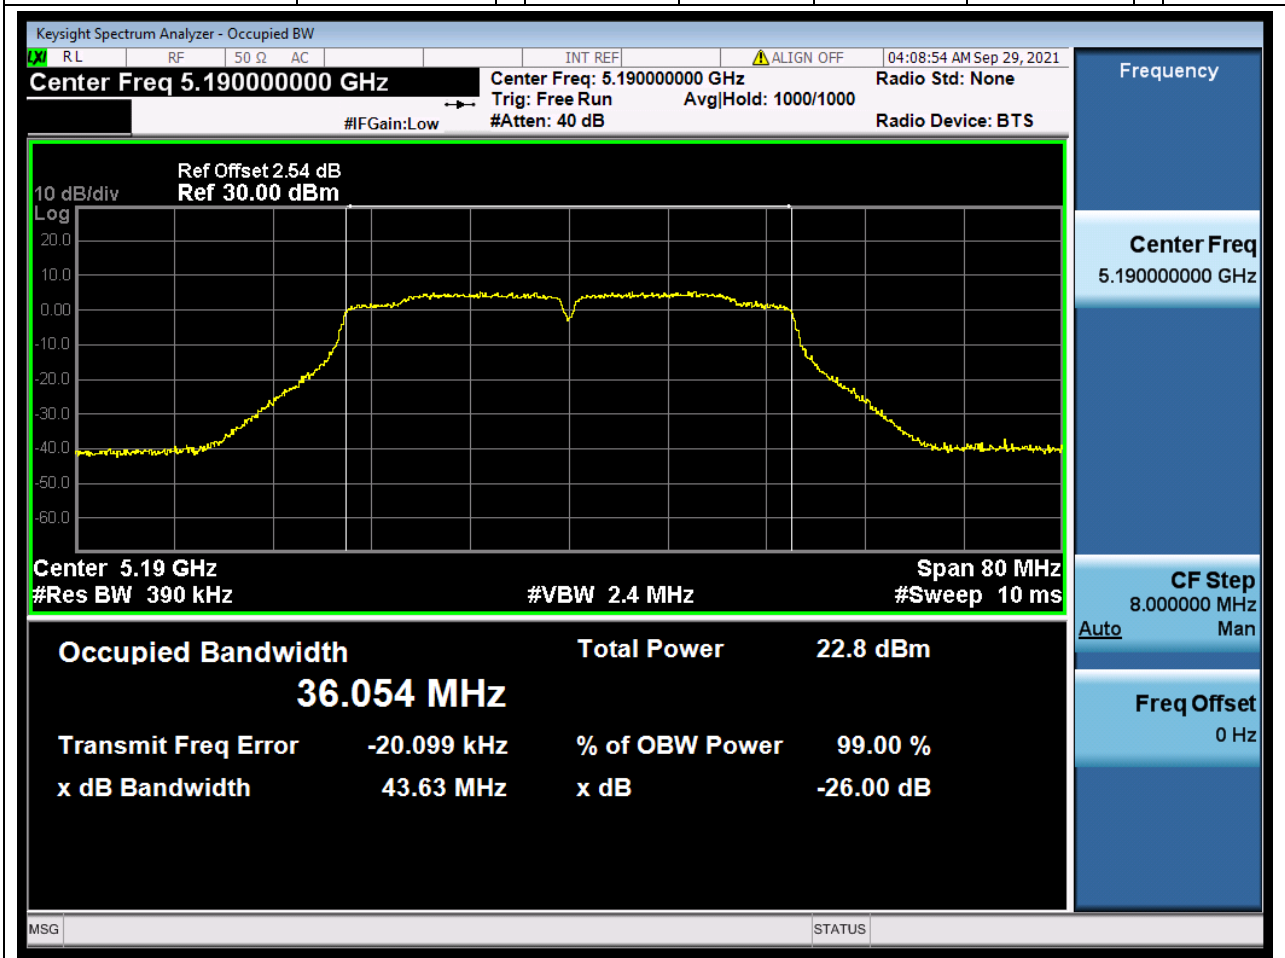 Keysight Spectrum Analyzer - Occupied BW
LXI RL RF 50 Ω AC INT REF ALIGN OFF 04:08:54 AM Sep 29, 2021
Center Freq 5.190000000 GHz
Center Freq: 5.190000000 GHz
Radio Std: None
Trig: Free Run Avg|Hold: 1000/1000
#IFGain:Low
#Atten: 40 dB
Radio Device: BTS
Ref Offset 2.54 dB
10 dB/div Ref 30.00 dBm
Log
20.0
10.0
0.00
-10.0
-20.0
-30.0
-40.0
-50.0
-60.0
Center 5.19 GHz
Span 80 MHz
#Res BW 390 kHz
#VBW 2.4 MHz
#Sweep 10 ms
Occupied Bandwidth
36.054 MHz
Total Power 22.8 dBm
Transmit Freq Error -20.099 kHz
% of OBW Power 99.00 %
x dB Bandwidth 43.63 MHz
x dB -26.00 dB
Frequency
Center Freq
5.190000000 GHz
CF Step
8.000000 MHz
Auto Man
Freq Offset
0 Hz
MSG
STATUS